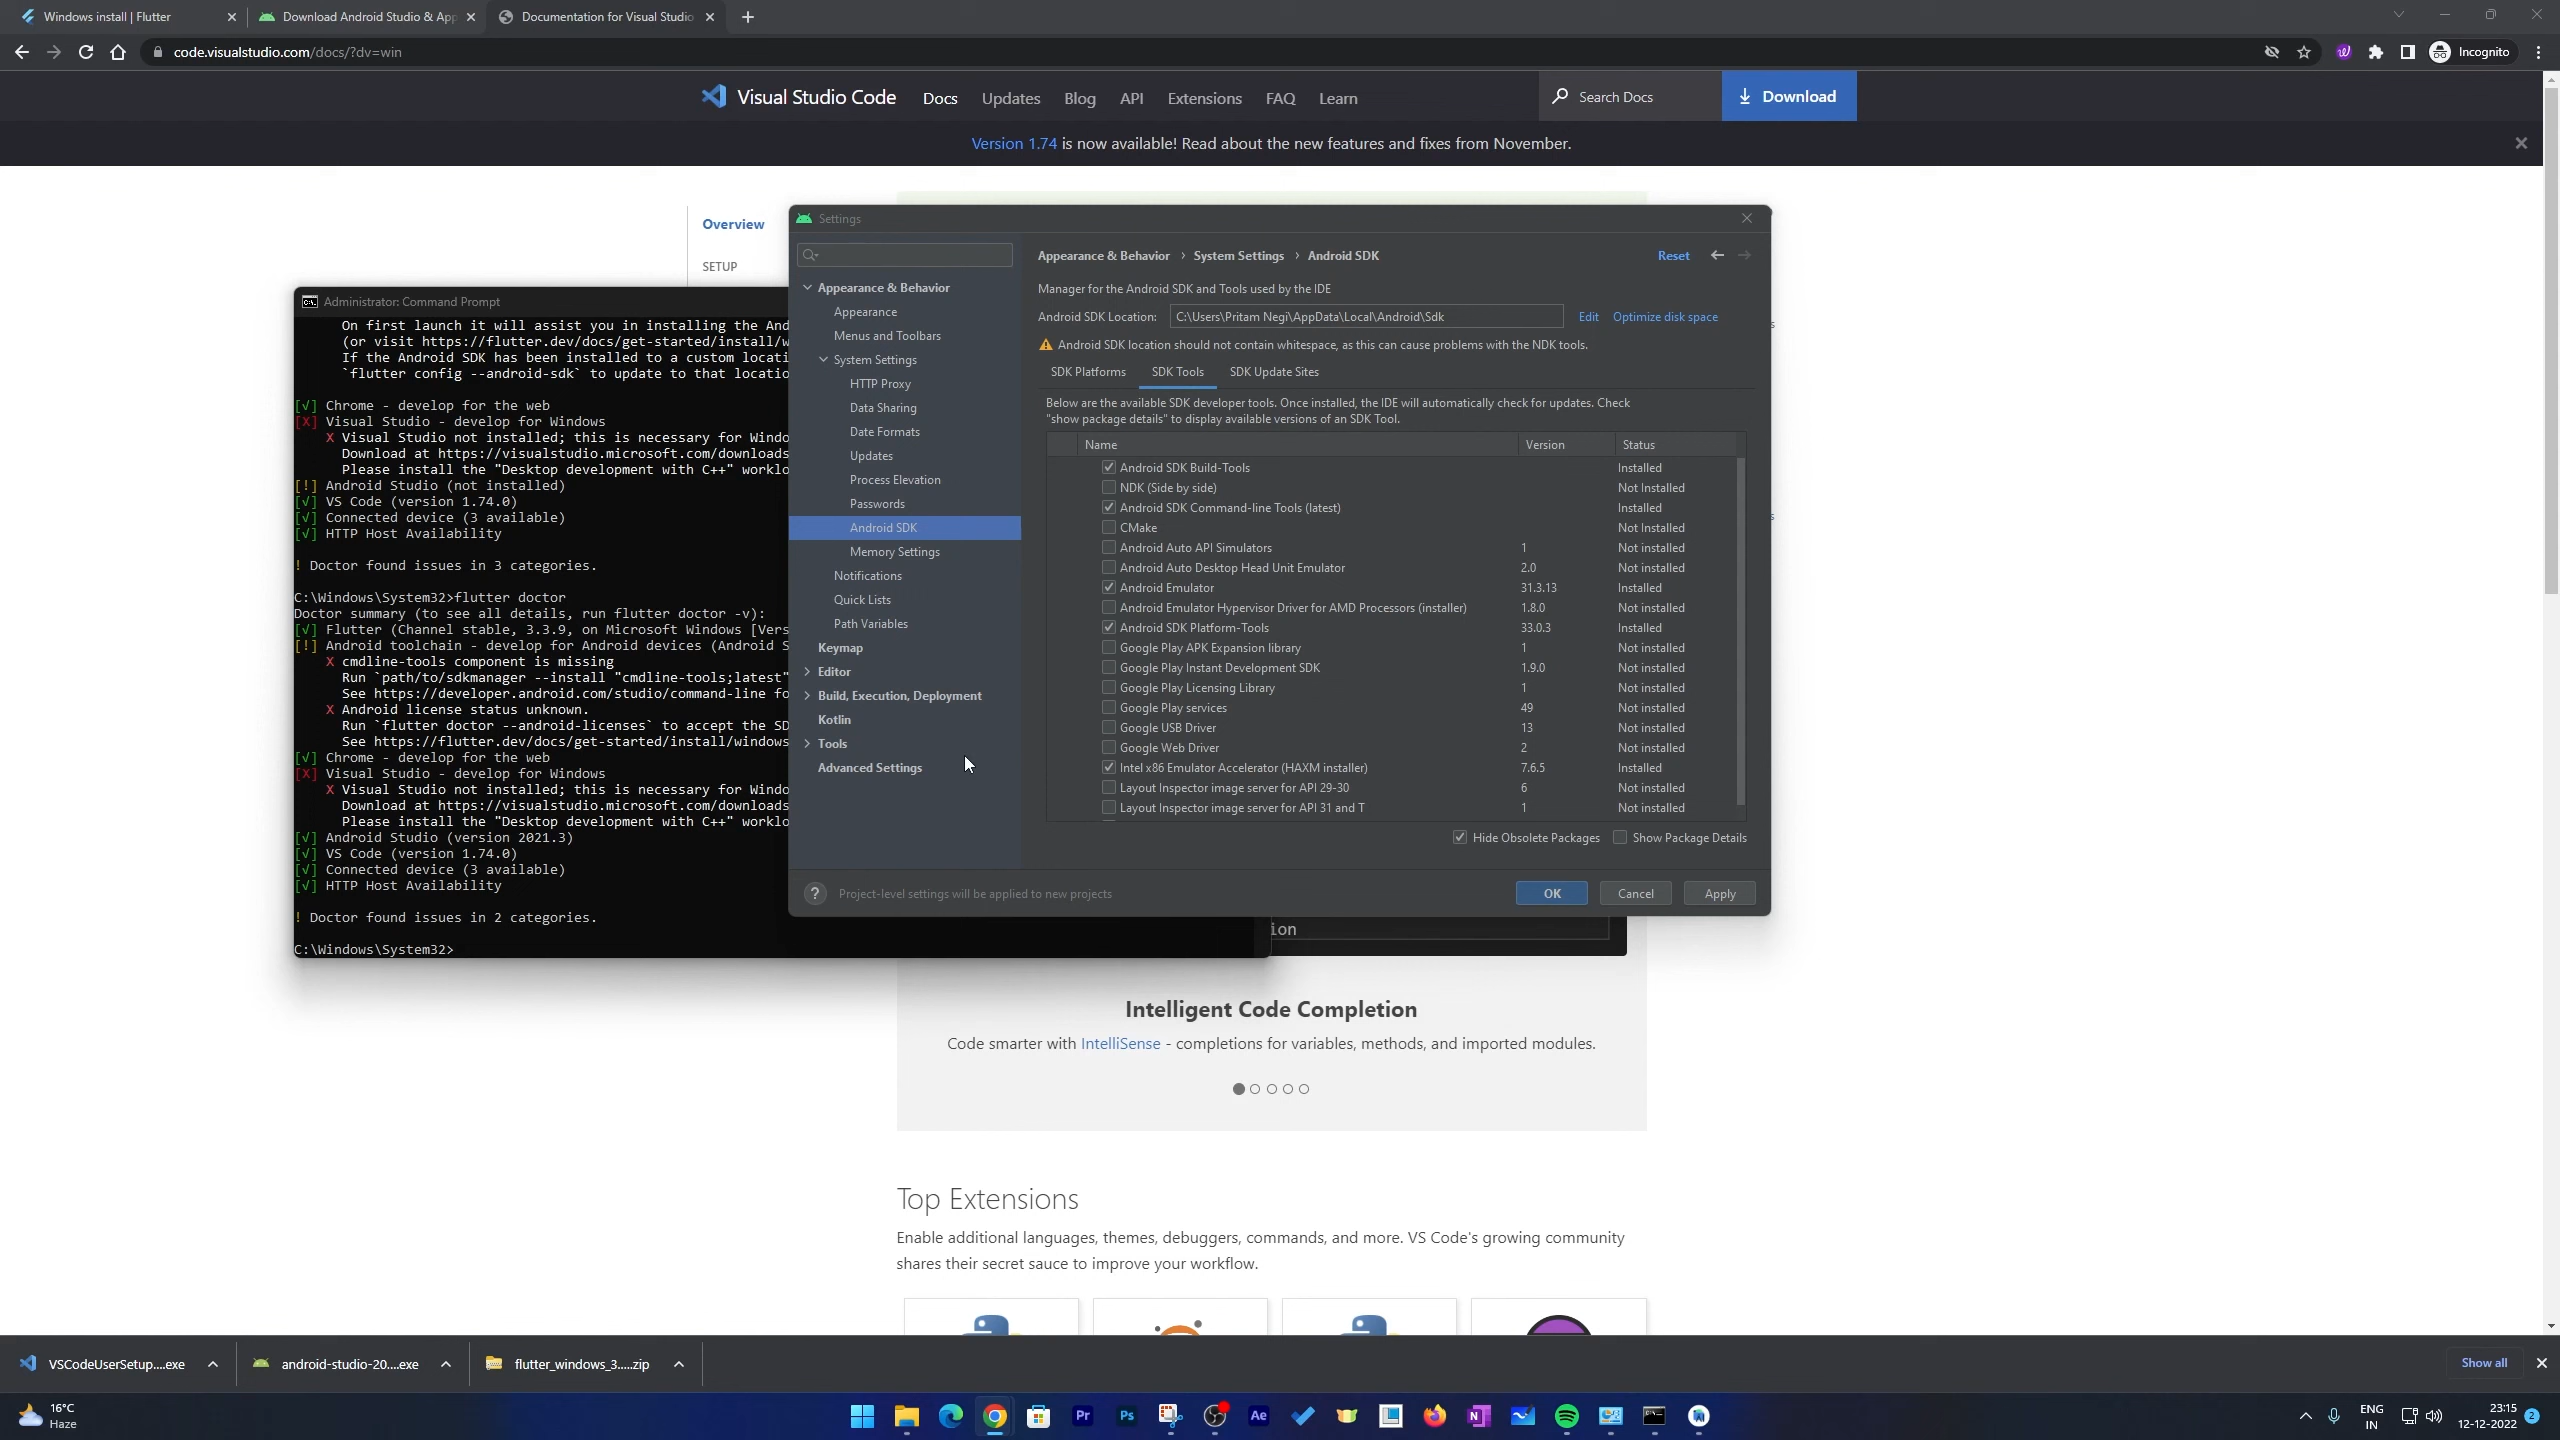 Windows install | Flutter
Download Android Studio & App
Documentation for Visual Studio
code.visualstudio.com/docs/?dv=win
Incognito
Visual Studio Code
Docs
Updates
Blog
API
Extensions
FAQ
Learn
Search Docs
Download
Version 1.74 is now available! Read about the new features and fixes from November.
Overview
SETUP
Administrator: Command Prompt
On first launch it will assist you in installing the And
(or visit https://flutter.dev/docs/get-started/install/w
If the Android SDK has been installed to a custom locati
`flutter config --android-sdk` to update to that locatio
[√] Chrome - develop for the web
[X] Visual Studio - develop for Windows
X Visual Studio not installed; this is necessary for Windo
Download at https://visualstudio.microsoft.com/downloads
Please install the "Desktop development with C++" worklo
[!] Android Studio (not installed)
[√] VS Code (version 1.74.0)
[√] Connected device (3 available)
[√] HTTP Host Availability
! Doctor found issues in 3 categories.
C:\Windows\System32>flutter doctor
Doctor summary (to see all details, run flutter doctor -v):
[√] Flutter (Channel stable, 3.3.9, on Microsoft Windows [Vers
[!] Android toolchain - develop for Android devices (Android S
X cmdline-tools component is missing
Run `path/to/sdkmanager --install "cmdline-tools;latest"
See https://developer.android.com/studio/command-line fo
X Android license status unknown.
Run `flutter doctor --android-licenses` to accept the SD
See https://flutter.dev/docs/get-started/install/windows
[√] Chrome - develop for the web
[X] Visual Studio - develop for Windows
X Visual Studio not installed; this is necessary for Windo
Download at https://visualstudio.microsoft.com/downloads
Please install the "Desktop development with C++" worklo
[√] Android Studio (version 2021.3)
[√] VS Code (version 1.74.0)
[√] Connected device (3 available)
[√] HTTP Host Availability
! Doctor found issues in 2 categories.
C:\Windows\System32>
Settings
Appearance & Behavior
Appearance
Menus and Toolbars
System Settings
HTTP Proxy
Data Sharing
Date Formats
Updates
Process Elevation
Passwords
Android SDK
Memory Settings
Notifications
Quick Lists
Path Variables
Keymap
Editor
Build, Execution, Deployment
Kotlin
Tools
Advanced Settings
Appearance & Behavior › System Settings › Android SDK
Reset
Manager for the Android SDK and Tools used by the IDE
Android SDK Location: C:\Users\Pritam Negi\AppData\Local\Android\Sdk Edit Optimize disk space
Android SDK location should not contain whitespace, as this can cause problems with the NDK tools.
SDK Platforms SDK Tools SDK Update Sites
Below are the available SDK developer tools. Once installed, the IDE will automatically check for updates. Check
"show package details" to display available versions of an SDK Tool.
Name Version Status
Android SDK Build-Tools Installed
NDK (Side by side) Not Installed
Android SDK Command-line Tools (latest) Installed
CMake Not Installed
Android Auto API Simulators 1 Not installed
Android Auto Desktop Head Unit Emulator 2.0 Not installed
Android Emulator 31.3.13 Installed
Android Emulator Hypervisor Driver for AMD Processors (installer) 1.8.0 Not installed
Android SDK Platform-Tools 33.0.3 Installed
Google Play APK Expansion library 1 Not installed
Google Play Instant Development SDK 1.9.0 Not installed
Google Play Licensing Library 1 Not installed
Google Play services 49 Not installed
Google USB Driver 13 Not installed
Google Web Driver 2 Not installed
Intel x86 Emulator Accelerator (HAXM installer) 7.6.5 Installed
Layout Inspector image server for API 29-30 6 Not installed
Layout Inspector image server for API 31 and T 1 Not installed
Hide Obsolete Packages Show Package Details
? Project-level settings will be applied to new projects
OK Cancel Apply
ion
Intelligent Code Completion
Code smarter with IntelliSense - completions for variables, methods, and imported modules.
Top Extensions
Enable additional languages, themes, debuggers, commands, and more. VS Code's growing community
shares their secret sauce to improve your workflow.
VSCodeUserSetup....exe
android-studio-20....exe
flutter_windows_3.....zip
Show all
16°C
Haze
Pr
Ps
Ae
ENG
IN
23:15
12-12-2022
2